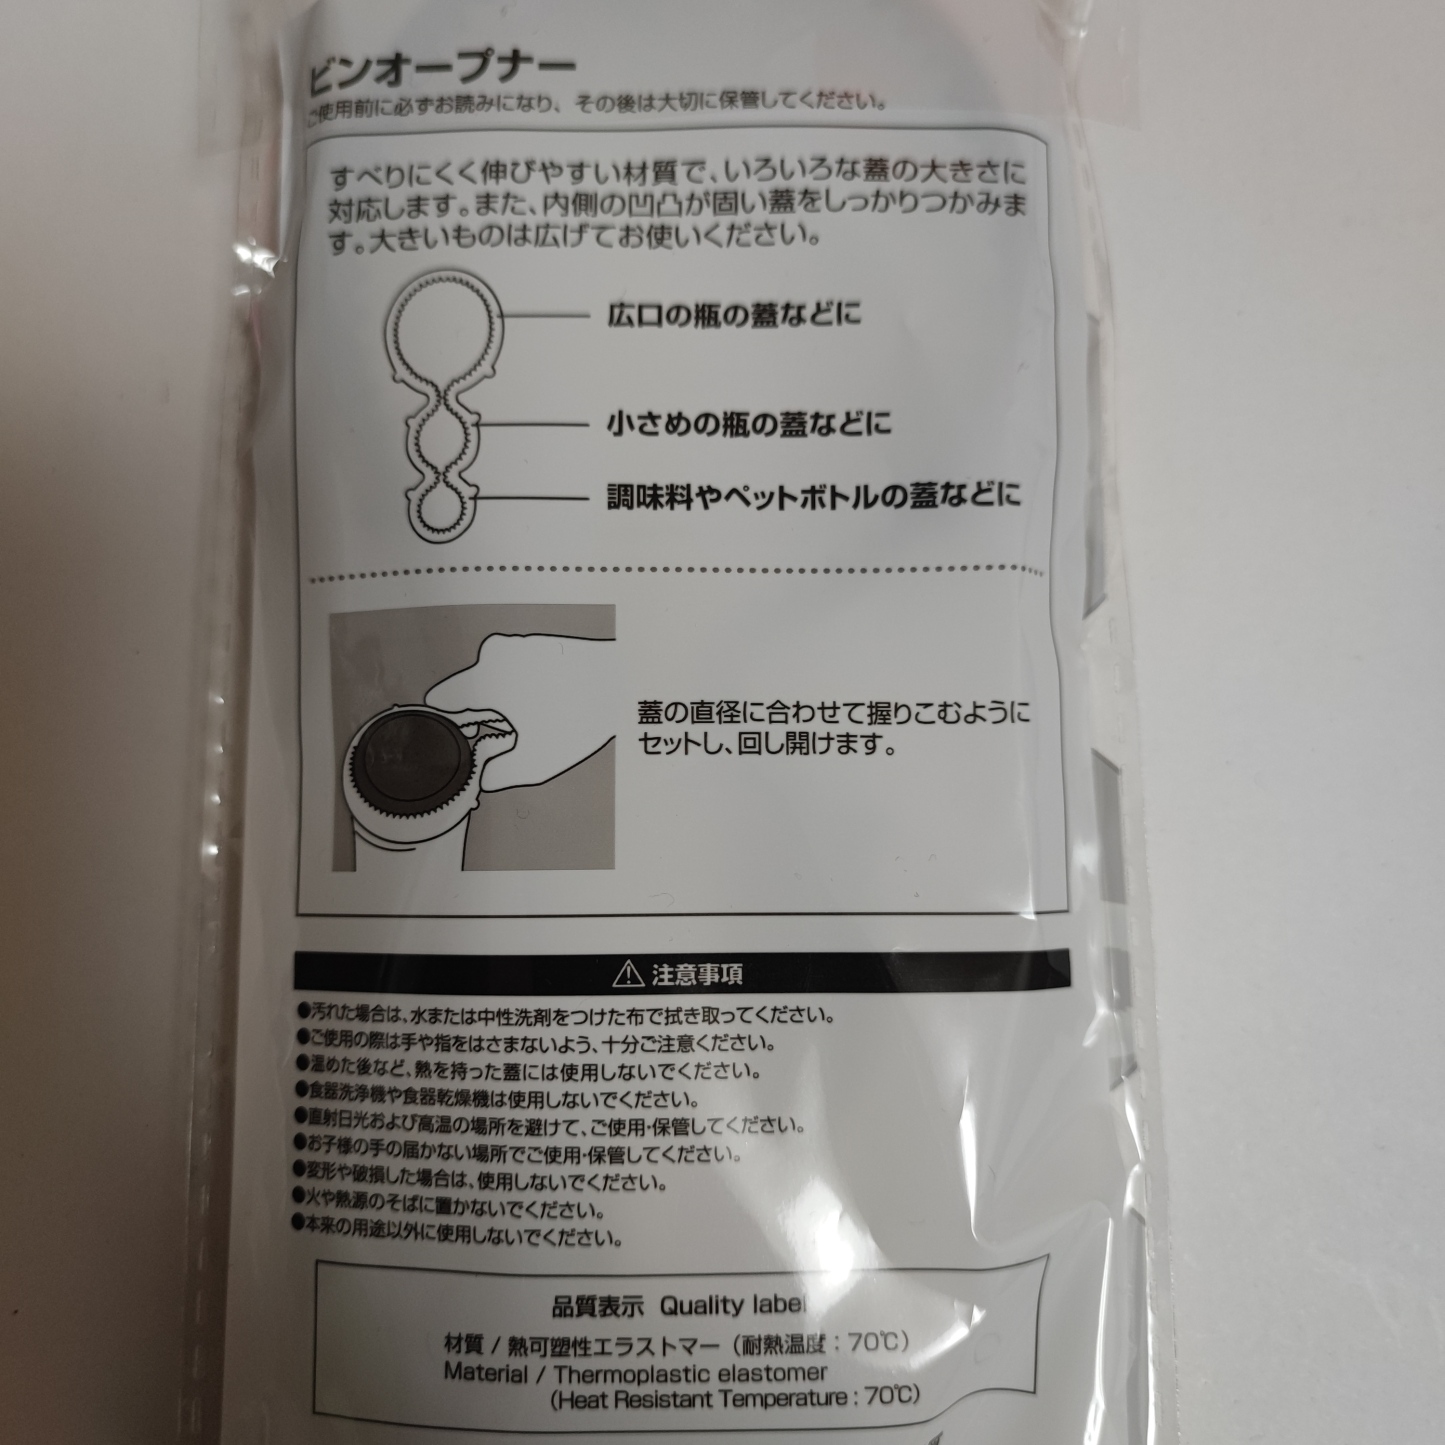 ビンオープナー
ご使用前に必ずお読みになり、その後は大切に保管してください。
すべりにくく伸びやすい材質で、いろいろな蓋の大きさに
対応します。また、内側の凹凸が固い蓋をしっかりつかみま
す。大きいものは広げてお使いください。
広口の瓶の蓋などに
小さめの瓶の蓋などに
調味料やペットボトルの蓋などに
蓋の直径に合わせて握りこむように
セットし、回し開けます。
⚠ 注意事項
●汚れた場合は、水または中性洗剤をつけた布で拭き取ってください。
●ご使用の際は手や指をはさまないよう、十分ご注意ください。
●温めた後など、熱を持った蓋には使用しないでください。
●食器洗浄機や食器乾燥機は使用しないでください。
●直射日光および高温の場所を避けて、ご使用・保管してください。
●お子様の手の届かない場所でご使用・保管してください。
●変形や破損した場合は、使用しないでください。
●火や熱源のそばに置かないでください。
●本来の用途以外に使用しないでください。
品質表示 Quality label
材質 / 熱可塑性エラストマー（耐熱温度：70℃）
Material / Thermoplastic elastomer
(Heat Resistant Temperature : 70℃)